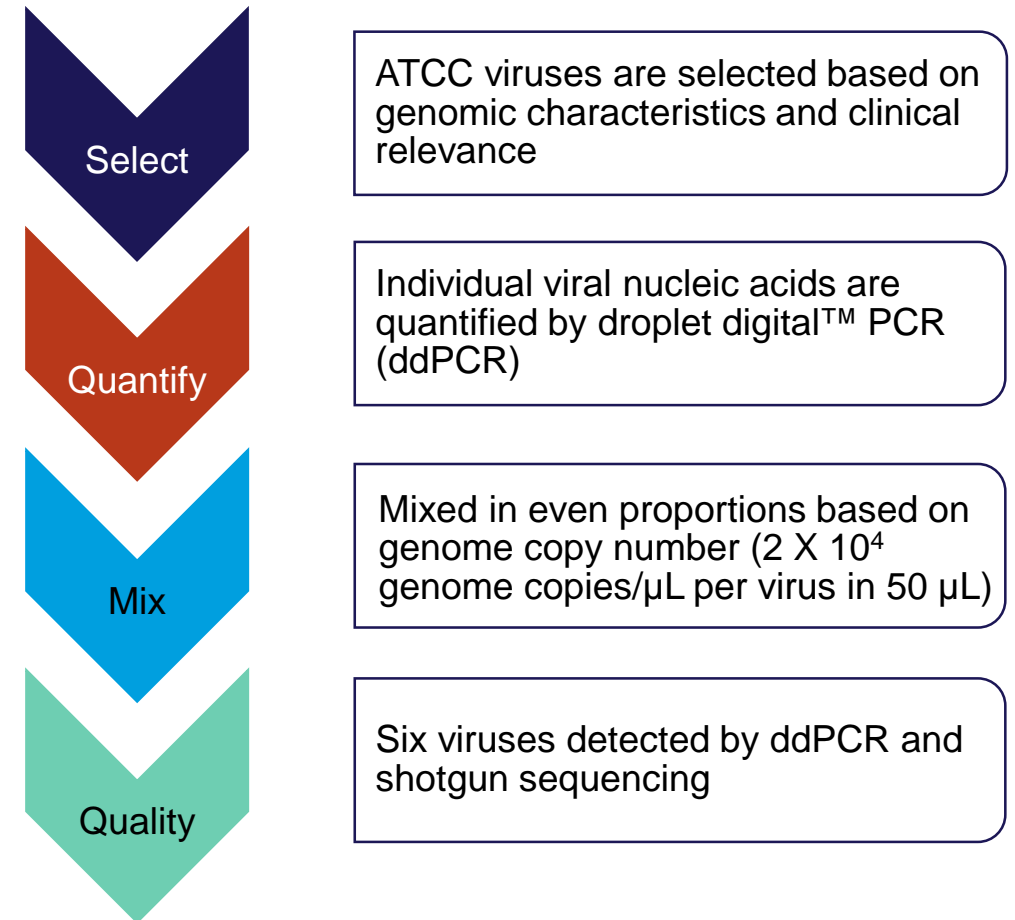 Select
ATCC viruses are selected based on
genomic characteristics and clinical
relevance
Quantify
Individual viral nucleic acids are
quantified by droplet digital™ PCR
(ddPCR)
Mix
Mixed in even proportions based on
genome copy number (2 X 10⁴
genome copies/µL per virus in 50 µL)
Quality
Six viruses detected by ddPCR and
shotgun sequencing